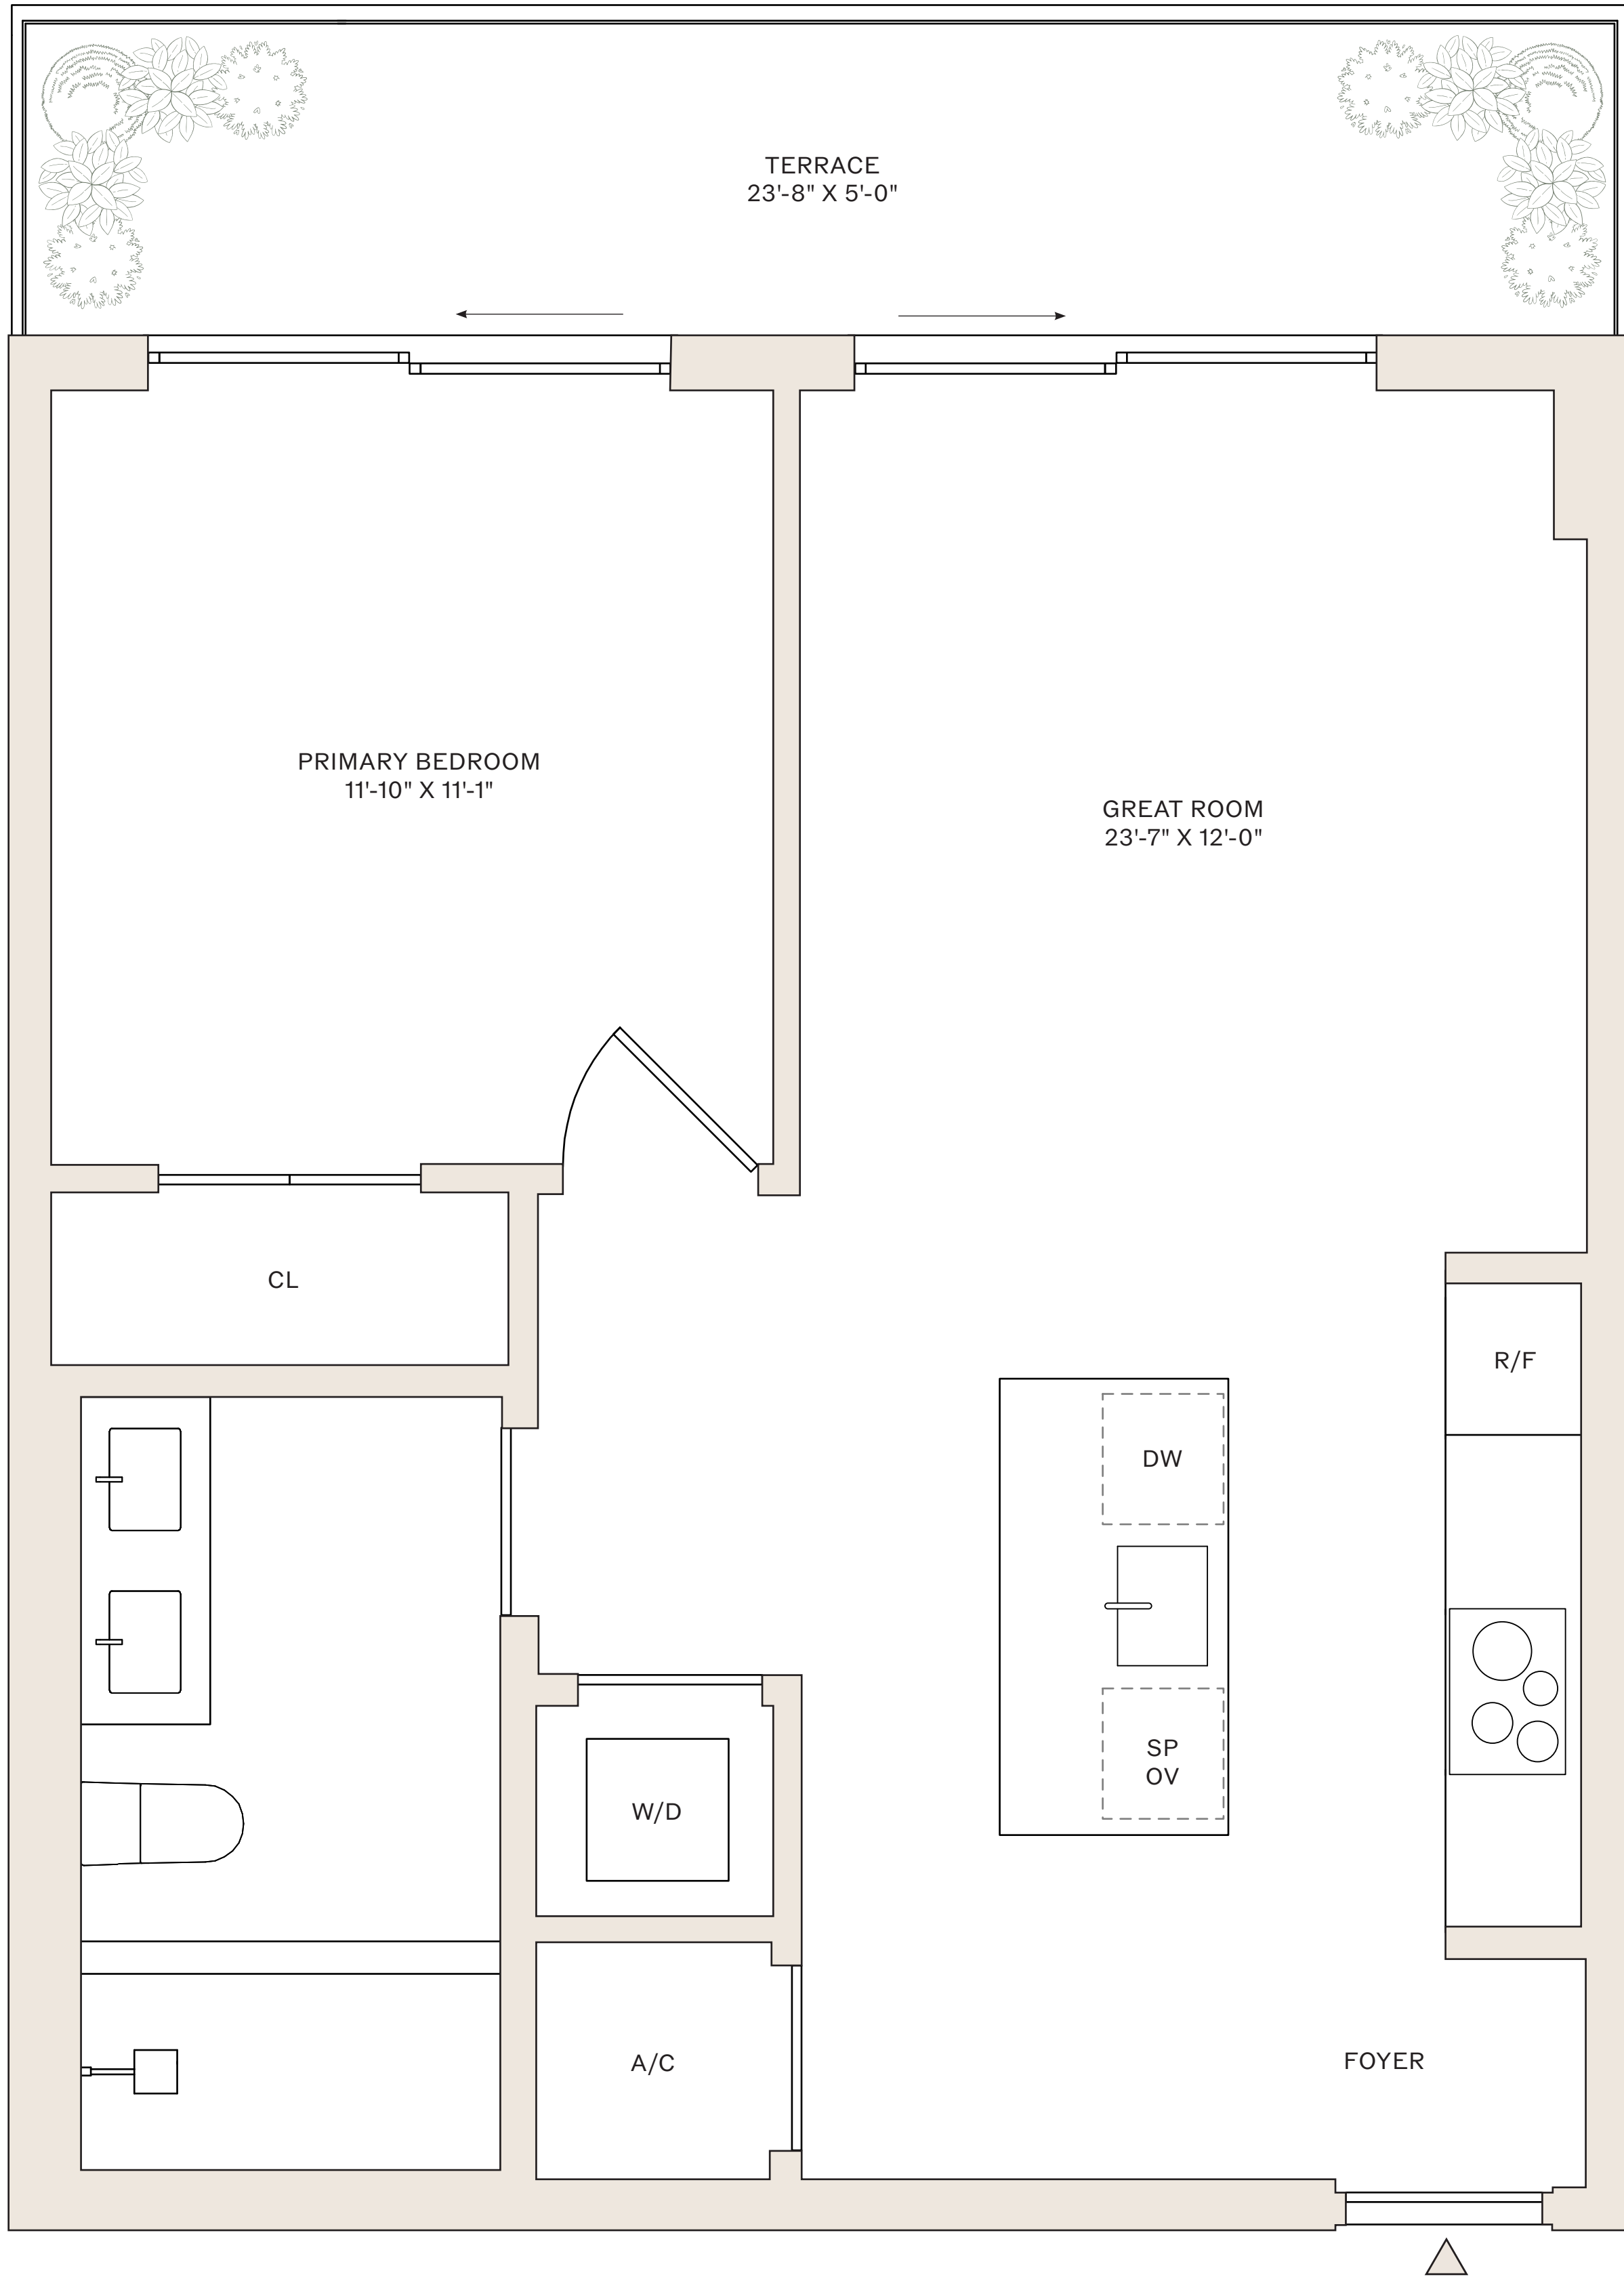 TERRACE
23'-8" X 5'-0"
PRIMARY BEDROOM
11'-10" X 11'-1"
GREAT ROOM
23'-7" X 12'-0"
CL
R/F
DW
SP
OV
W/D
A/C
FOYER